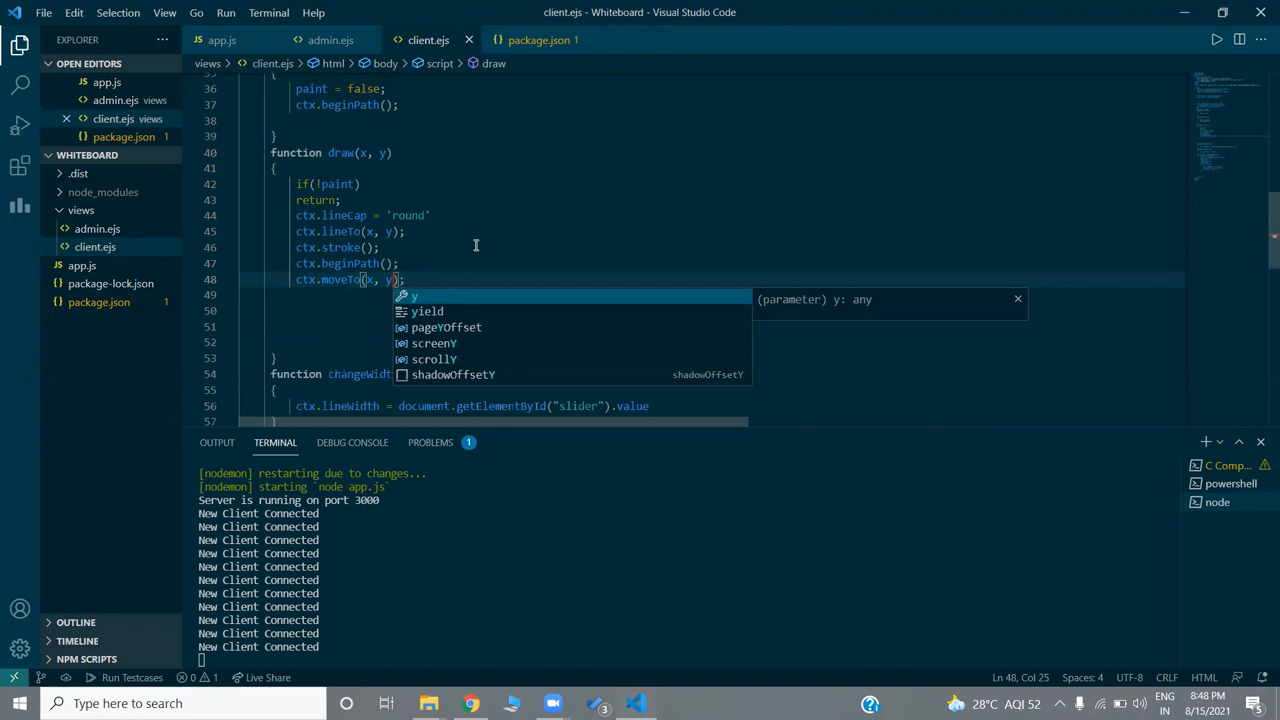 File Edit Selection View Go Run Terminal Help client.ejs - Whiteboard - Visual Studio Code
EXPLORER ... app.js admin.ejs client.ejs package.json 1
OPEN EDITORS views > client.ejs > html > body > script > draw
app.js
admin.ejs views
client.ejs views
package.json 1
WHITEBOARD
.dist
node_modules
views
admin.ejs
client.ejs
app.js
package-lock.json
package.json 1
36 paint = false;
37 ctx.beginPath();
38
39 }
40 function draw(x, y)
41 {
42 if(!paint)
43 return;
44 ctx.lineCap = 'round'
45 ctx.lineTo(x, y);
46 ctx.stroke();
47 ctx.beginPath();
48 ctx.moveTo(x, y);
49
50
51
52
53 }
54 function changeWidt
55 {
56 ctx.lineWidth = document.getElementById("slider").value
57 }
y (parameter) y: any
yield
pageYOffset
screenY
scrollY
shadowOffsetY shadowOffsetY
OUTPUT TERMINAL DEBUG CONSOLE PROBLEMS 1
[nodemon] restarting due to changes...
[nodemon] starting `node app.js`
Server is running on port 3000
New Client Connected
New Client Connected
New Client Connected
New Client Connected
New Client Connected
New Client Connected
New Client Connected
New Client Connected
New Client Connected
New Client Connected
New Client Connected
C Comp...
powershell
node
OUTLINE
TIMELINE
NPM SCRIPTS
0 1 Run Testcases Live Share Ln 48, Col 25 Spaces: 4 UTF-8 CRLF HTML
Type here to search 3 28°C AQI 52 ENG IN 8:48 PM 8/15/2021 5